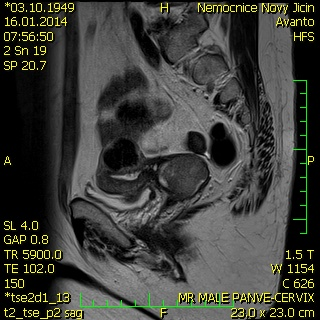 *03.10.1949
16.01.2014
07:56:50
2 Sn 19
SP 20.7
H
Nemocnice Novy Jicin
Avanto
HFS
A
P
SL 4.0
GAP 0.8
TR 5900.0
TE 102.0
150
*tse2d1_13
t2_tse_p2 sag
F
1.5 T
W 1154
C 626
MR MALE PANVE-CERVIX
23.0 x 23.0 cm